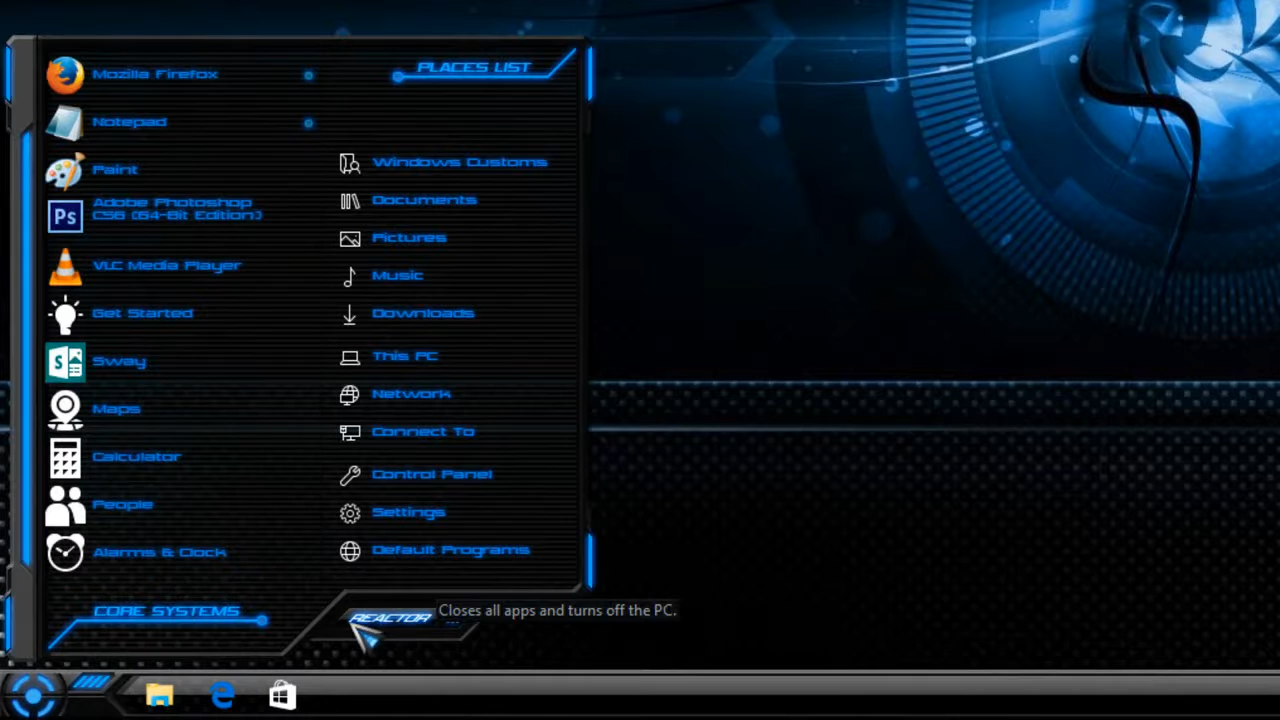 Mozilla Firefox
Notepad
Paint
Ps
Adobe Photoshop
CS6 (64-Bit Edition)
VLC Media Player
Get Started
S
Sway
Maps
Calculator
People
Alarms & Clock
CORE SYSTEMS
PLACES LIST
Windows Customs
Documents
Pictures
Music
Downloads
This PC
Network
Connect To
Control Panel
Settings
Default Programs
REACTOR ...
Closes all apps and turns off the PC.